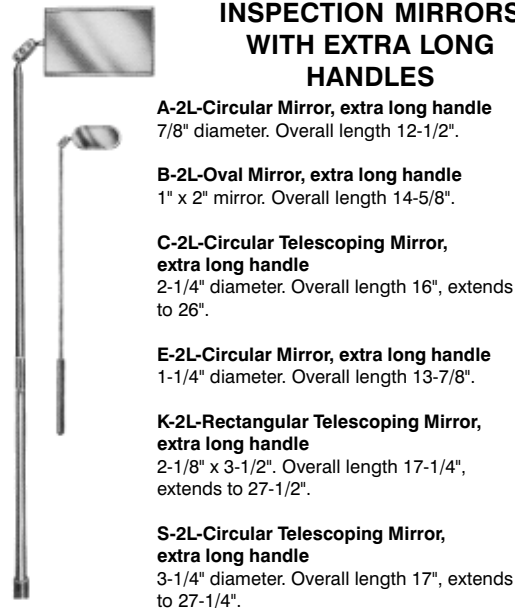 INSPECTION MIRRORS
WITH EXTRA LONG
HANDLES
A-2L-Circular Mirror, extra long handle
7/8" diameter. Overall length 12-1/2".
B-2L-Oval Mirror, extra long handle
1" x 2" mirror. Overall length 14-5/8".
C-2L-Circular Telescoping Mirror,
extra long handle
2-1/4" diameter. Overall length 16", extends
to 26".
E-2L-Circular Mirror, extra long handle
1-1/4" diameter. Overall length 13-7/8".
K-2L-Rectangular Telescoping Mirror,
extra long handle
2-1/8" x 3-1/2". Overall length 17-1/4",
extends to 27-1/2".
S-2L-Circular Telescoping Mirror,
extra long handle
3-1/4" diameter. Overall length 17", extends
to 27-1/4".